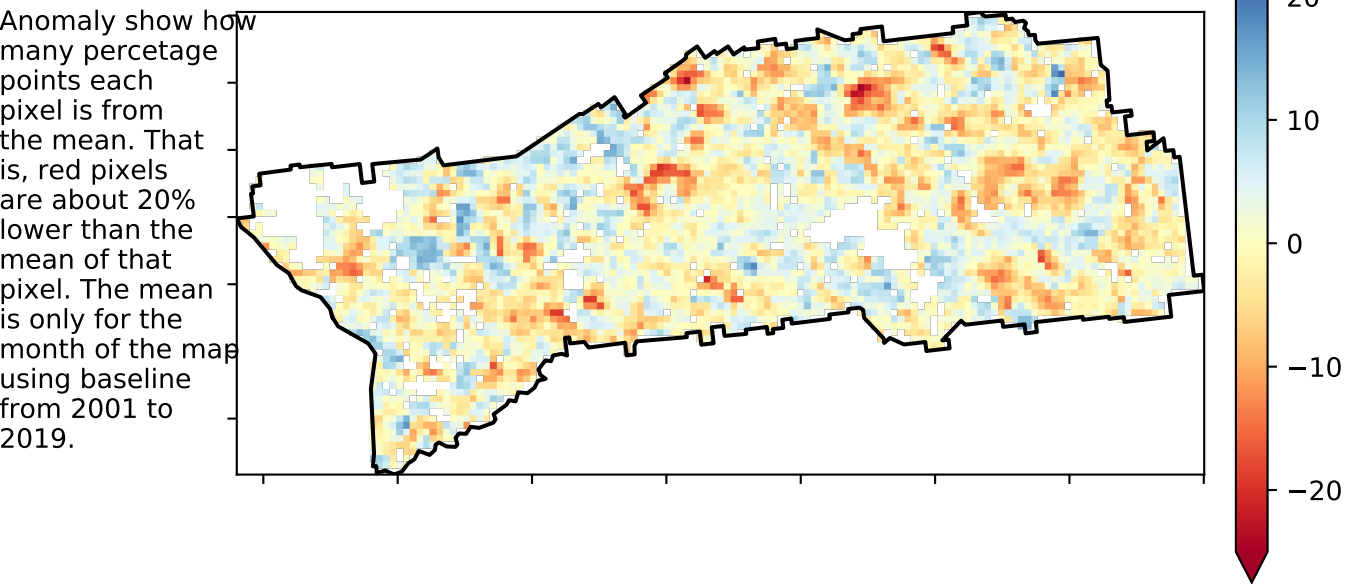 Anomaly show how
many percetage
points each
pixel is from
the mean. That
is, red pixels
are about 20%
lower than the
mean of that
pixel. The mean
is only for the
month of the map
using baseline
from 2001 to
2019.
20
10
0
−10
−20